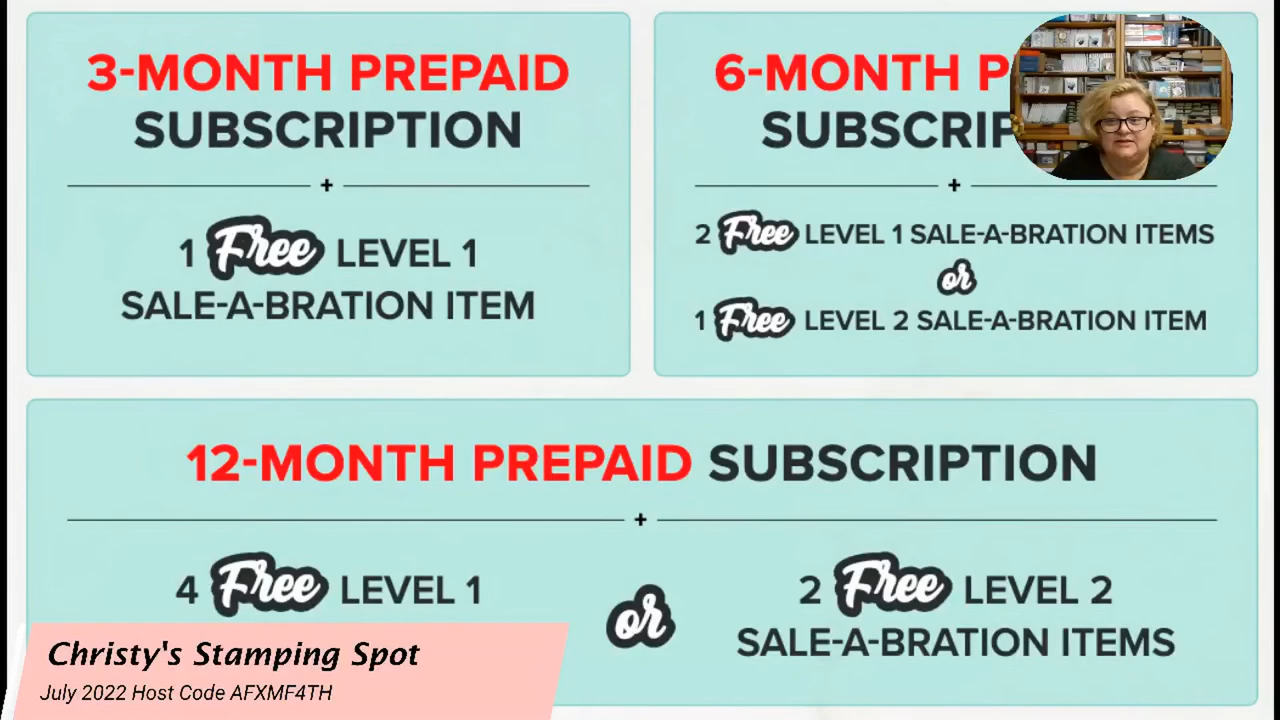 3-MONTH PREPAID
SUBSCRIPTION
+
1 Free LEVEL 1
SALE-A-BRATION ITEM
6-MONTH P
SUBSCRIP
+
2 Free LEVEL 1 SALE-A-BRATION ITEMS
or
1 Free LEVEL 2 SALE-A-BRATION ITEM
12-MONTH PREPAID SUBSCRIPTION
+
4 Free LEVEL 1
or
2 Free LEVEL 2
SALE-A-BRATION ITEMS
Christy's Stamping Spot
July 2022 Host Code AFXMF4TH